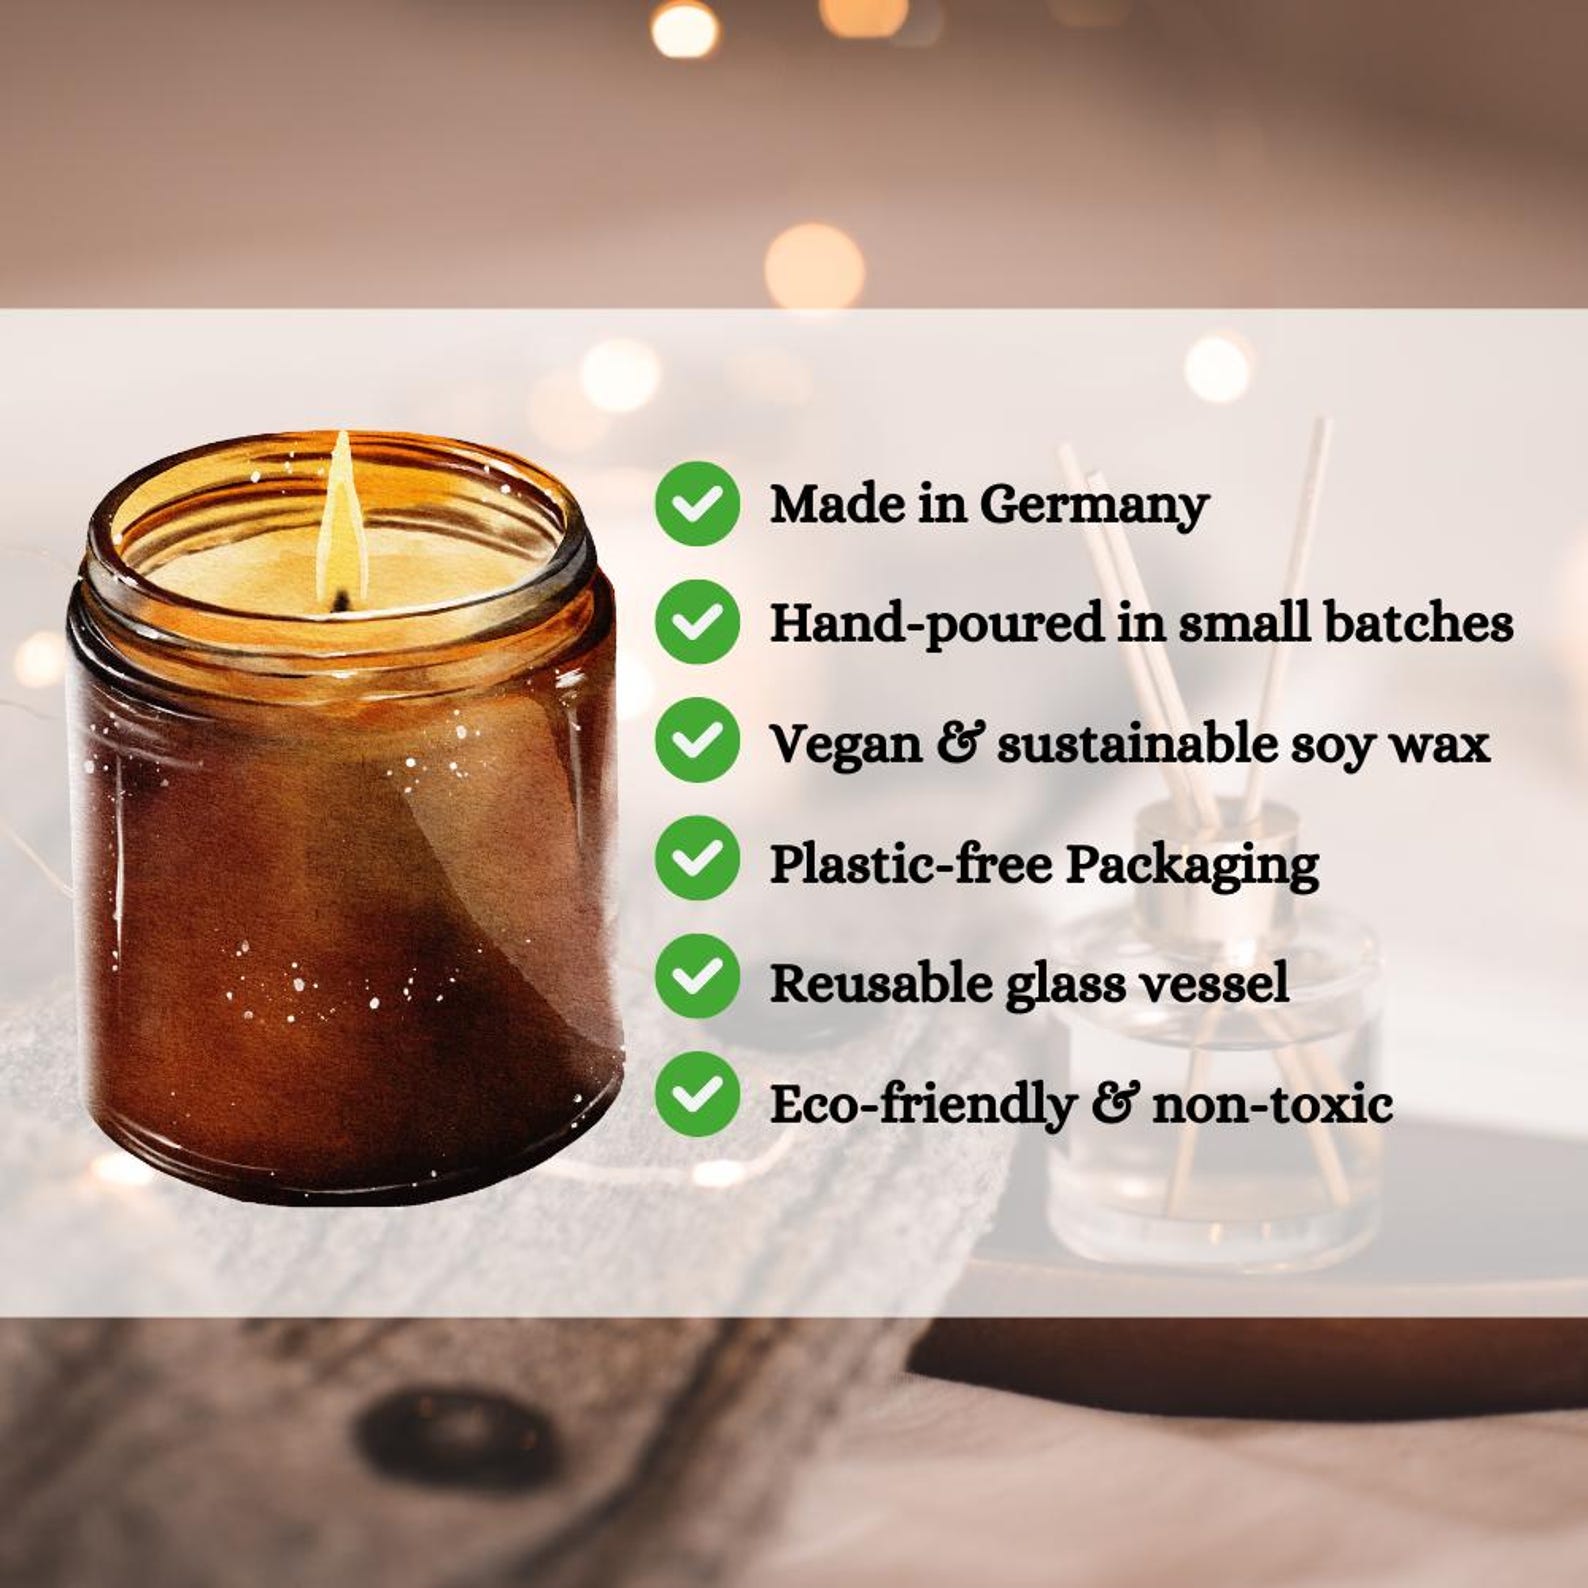 Made in Germany
Hand-poured in small batches
Vegan & sustainable soy wax
Plastic-free Packaging
Reusable glass vessel
Eco-friendly & non-toxic